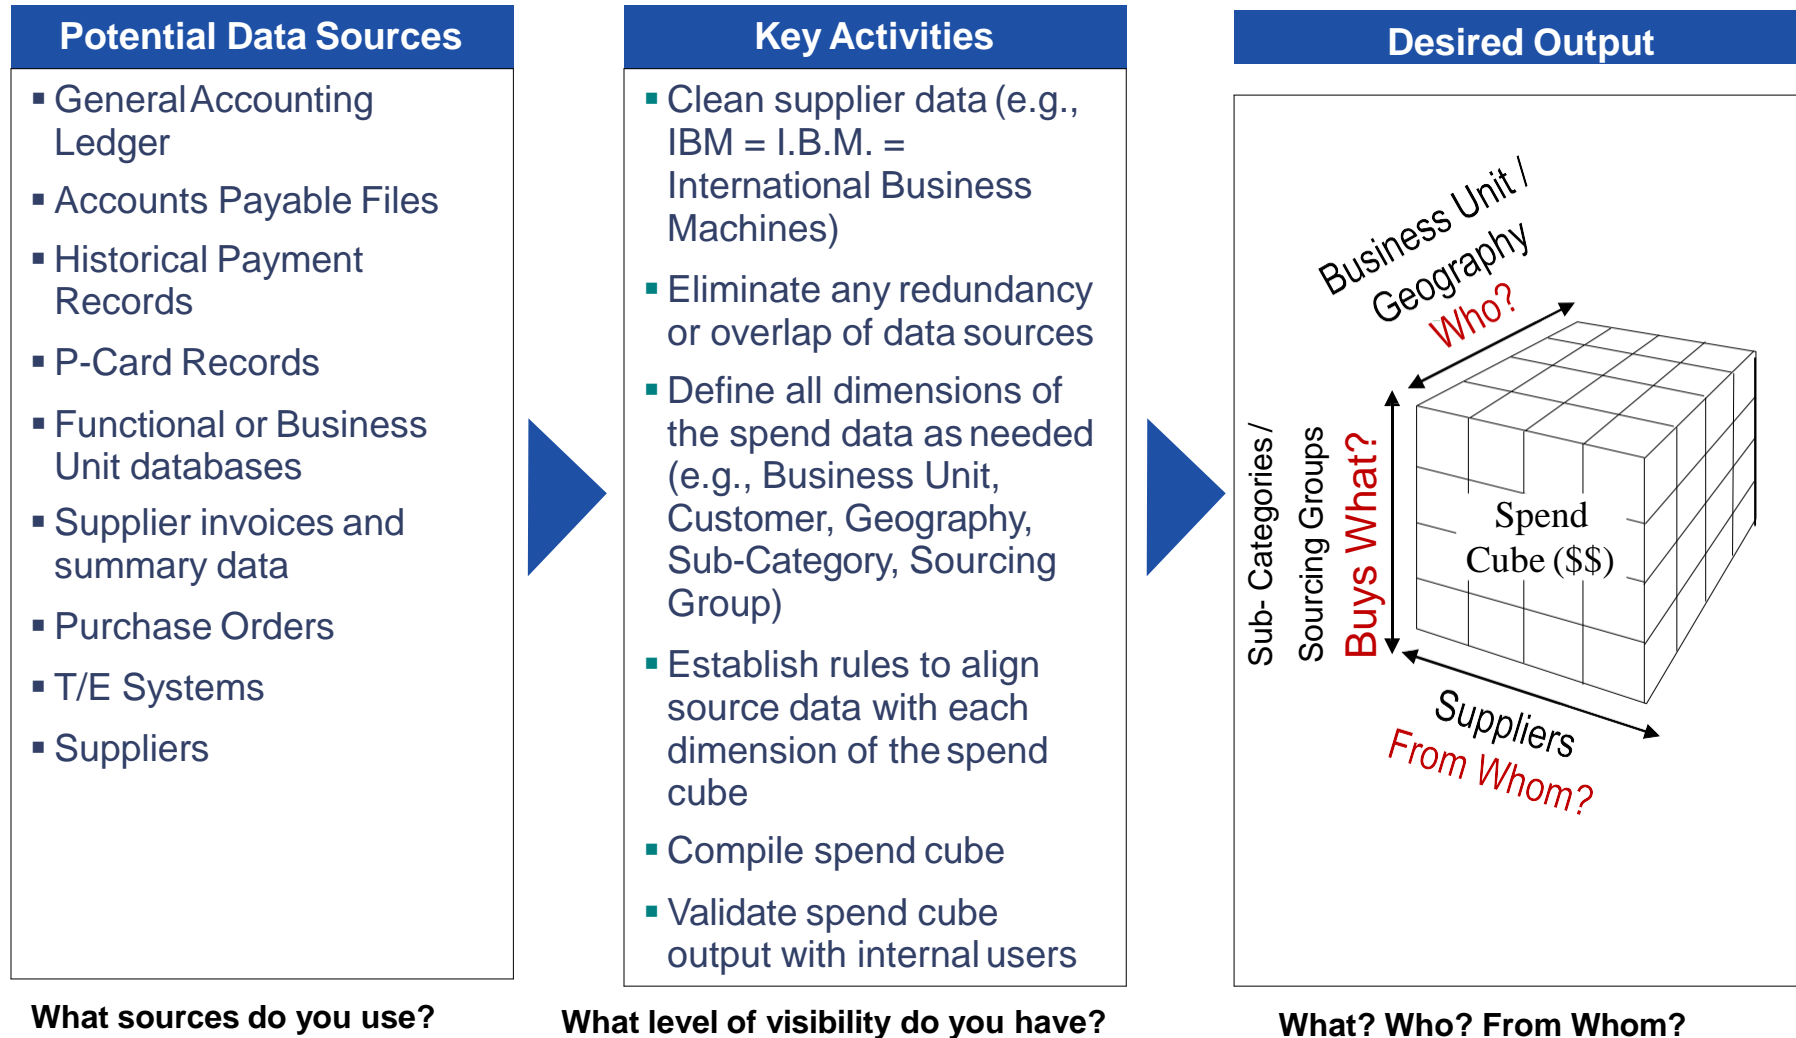 Potential Data Sources
▪ General Accounting
Ledger
▪ Accounts Payable Files
▪ Historical Payment
Records
▪ P-Card Records
▪ Functional or Business
Unit databases
▪ Supplier invoices and
summary data
▪ Purchase Orders
▪ T/E Systems
▪ Suppliers
What sources do you use?
Key Activities
▪ Clean supplier data (e.g.,
IBM = I.B.M. =
International Business
Machines)
▪ Eliminate any redundancy
or overlap of data sources
▪ Define all dimensions of
the spend data as needed
(e.g., Business Unit,
Customer, Geography,
Sub-Category, Sourcing
Group)
▪ Establish rules to align
source data with each
dimension of the spend
cube
▪ Compile spend cube
▪ Validate spend cube
output with internal users
What level of visibility do you have?
Desired Output
Business Unit /
Geography
Who?
Sub- Categories /
Sourcing Groups
Buys What?
Spend
Cube ($$)
Suppliers
From Whom?
What? Who? From Whom?